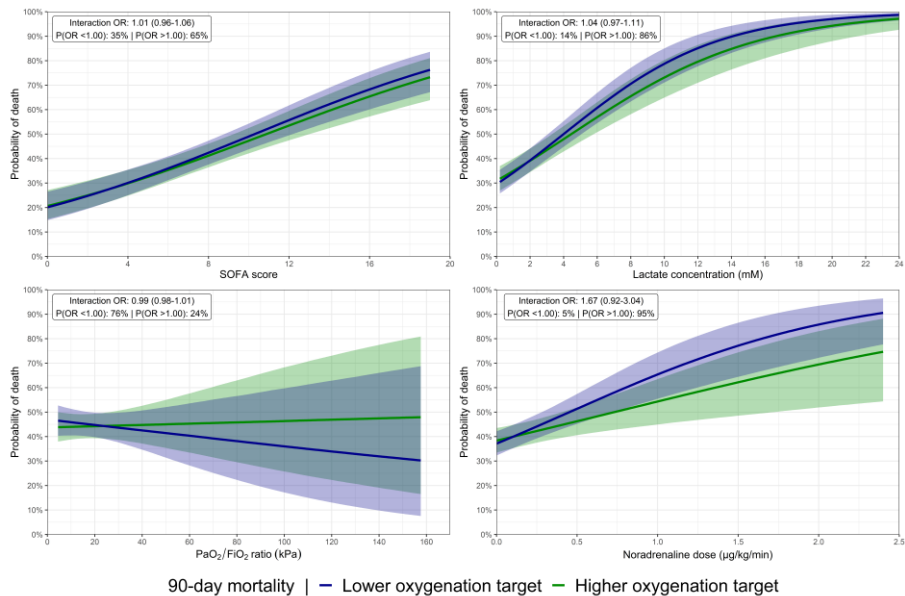 Interaction OR: 1.01 (0.96-1.06)
P(OR <1.00): 35% | P(OR >1.00): 65%
100%
90%
80%
70%
60%
50%
40%
30%
20%
10%
0%
Probability of death
0 4 8 12 16 20
SOFA score
Interaction OR: 1.04 (0.97-1.11)
P(OR <1.00): 14% | P(OR >1.00): 86%
100%
90%
80%
70%
60%
50%
40%
30%
20%
10%
0%
Probability of death
0 2 4 6 8 10 12 14 16 18 20 22 24
Lactate concentration (mM)
Interaction OR: 0.99 (0.98-1.01)
P(OR <1.00): 76% | P(OR >1.00): 24%
100%
90%
80%
70%
60%
50%
40%
30%
20%
10%
0%
Probability of death
0 20 40 60 80 100 120 140 160
PaO₂/FiO₂ ratio (kPa)
Interaction OR: 1.67 (0.92-3.04)
P(OR <1.00): 5% | P(OR >1.00): 95%
100%
90%
80%
70%
60%
50%
40%
30%
20%
10%
0%
Probability of death
0.0 0.5 1.0 1.5 2.0 2.5
Noradrenaline dose (µg/kg/min)
90-day mortality | Lower oxygenation target Higher oxygenation target